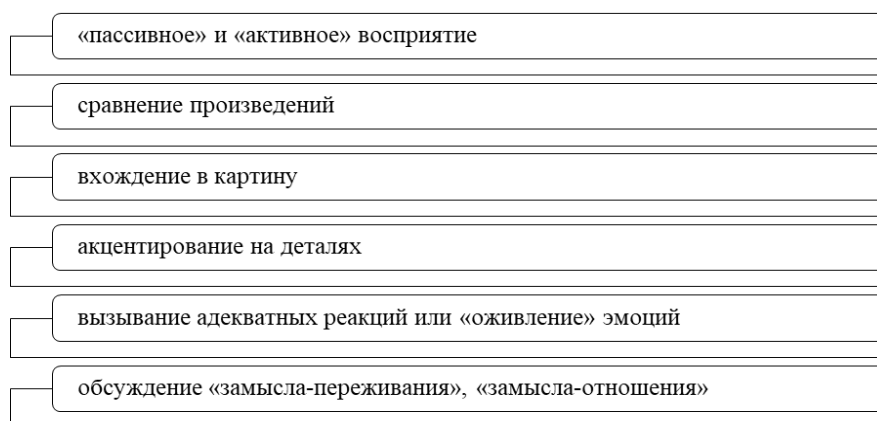 «пассивное» и «активное» восприятие
сравнение произведений
вхождение в картину
акцентирование на деталях
вызывание адекватных реакций или «оживление» эмоций
обсуждение «замысла-переживания», «замысла-отношения»